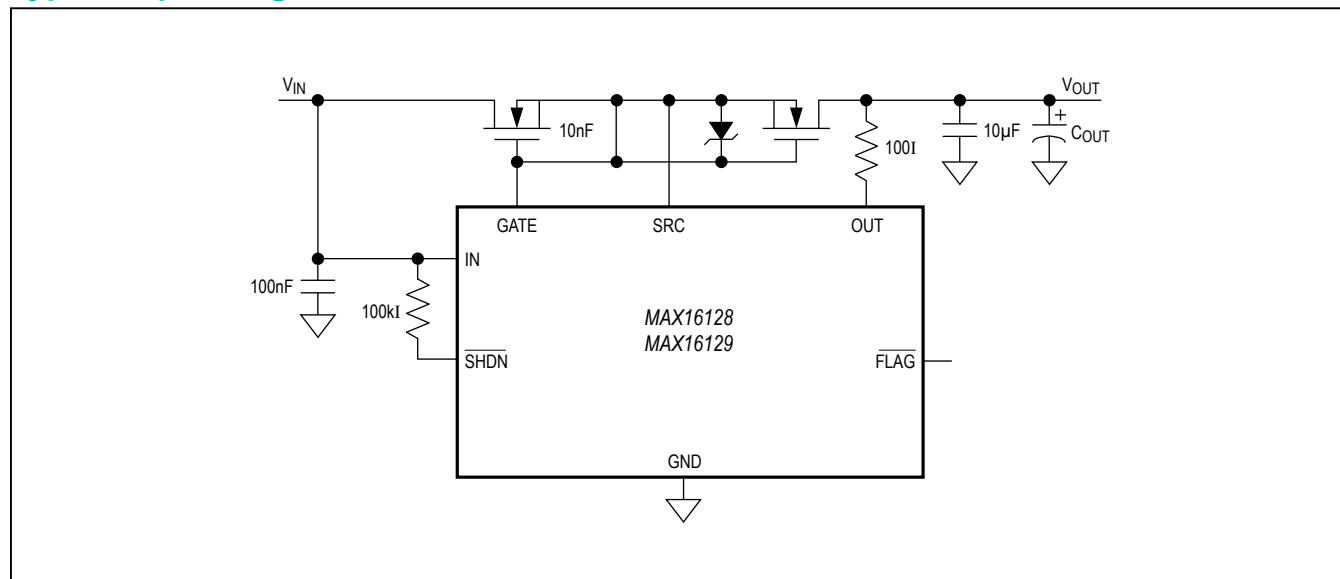 VIN
VOUT
10nF
100I
10µF
+
COUT
GATE
SRC
OUT
IN
100nF
100kI
MAX16128
MAX16129
SHDN
FLAG
GND